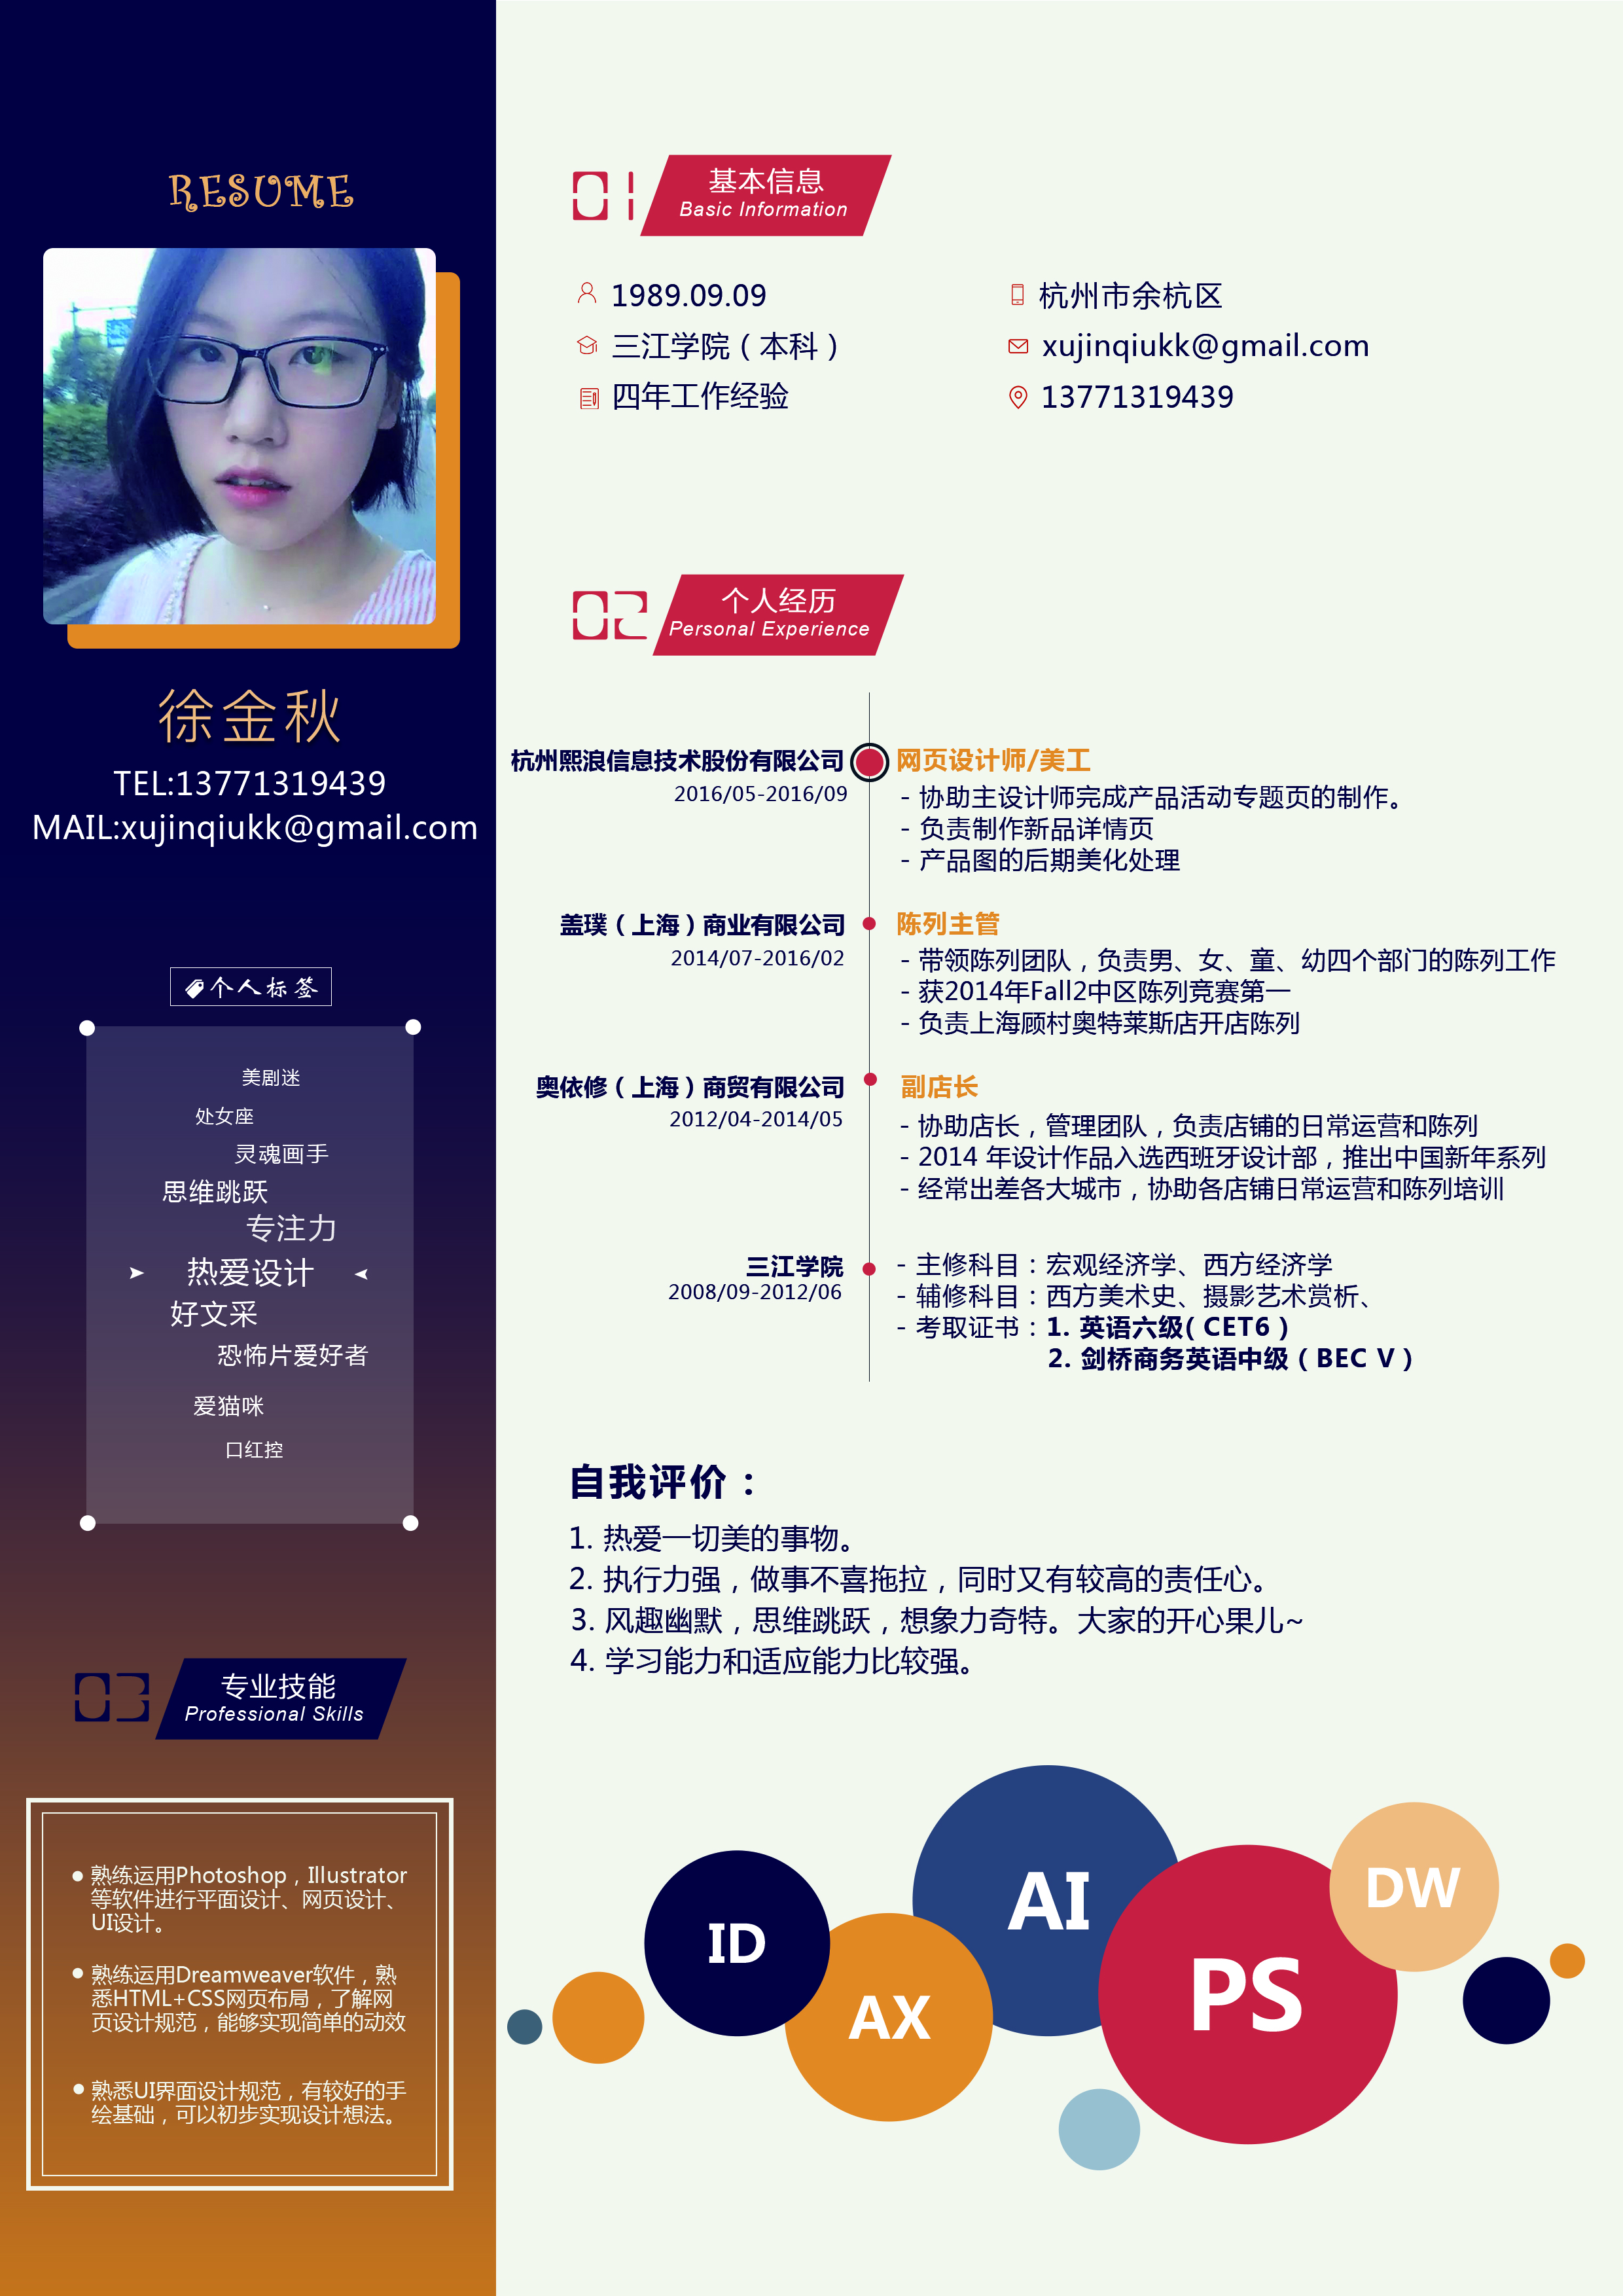 RESUME
徐金秋
TEL:13771319439
MAIL:xujinqiukk@gmail.com
个人标签
美剧迷
处女座
灵魂画手
思维跳跃
专注力
热爱设计
好文采
恐怖片爱好者
爱猫咪
口红控
03 专业技能
Professional Skills
熟练运用Photoshop，Illustrator
等软件进行平面设计、网页设计、
UI设计。
熟练运用Dreamweaver软件，熟
悉HTML+CSS网页布局，了解网
页设计规范，能够实现简单的动效
熟悉UI界面设计规范，有较好的手
绘基础，可以初步实现设计想法。
01 基本信息
Basic Information
1989.09.09
三江学院（本科）
四年工作经验
杭州市余杭区
xujinqiukk@gmail.com
13771319439
02 个人经历
Personal Experience
杭州熙浪信息技术股份有限公司
2016/05-2016/09
网页设计师/美工
- 协助主设计师完成产品活动专题页的制作。
- 负责制作新品详情页
- 产品图的后期美化处理
盖璞（上海）商业有限公司
2014/07-2016/02
陈列主管
- 带领陈列团队，负责男、女、童、幼四个部门的陈列工作
- 获2014年Fall2中区陈列竞赛第一
- 负责上海顾村奥特莱斯店开店陈列
奥依修（上海）商贸有限公司
2012/04-2014/05
副店长
- 协助店长，管理团队，负责店铺的日常运营和陈列
- 2014 年设计作品入选西班牙设计部，推出中国新年系列
- 经常出差各大城市，协助各店铺日常运营和陈列培训
三江学院
2008/09-2012/06
- 主修科目：宏观经济学、西方经济学
- 辅修科目：西方美术史、摄影艺术赏析、
- 考取证书：1. 英语六级( CET6 )
2. 剑桥商务英语中级（BEC V）
自我评价：
1. 热爱一切美的事物。
2. 执行力强，做事不喜拖拉，同时又有较高的责任心。
3. 风趣幽默，思维跳跃，想象力奇特。大家的开心果儿~
4. 学习能力和适应能力比较强。
ID
AX
AI
PS
DW